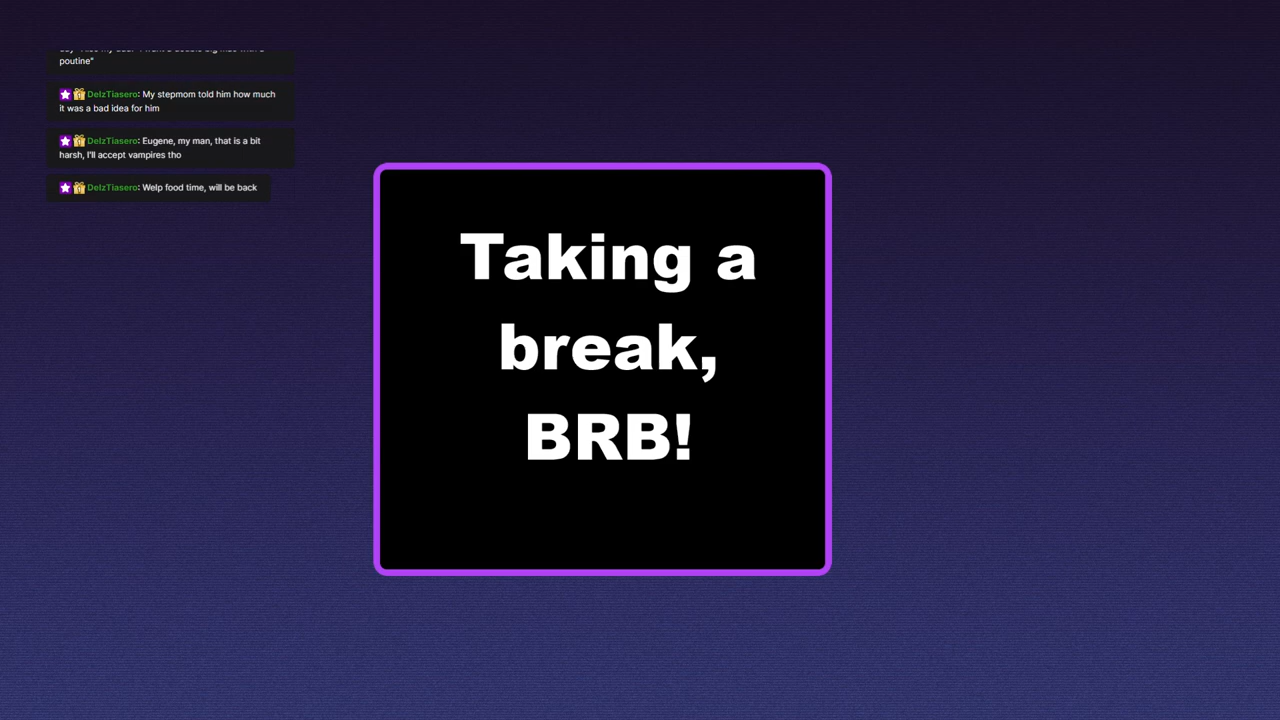 poutine"
DelzTiasero: My stepmom told him how much
it was a bad idea for him
DelzTiasero: Eugene, my man, that is a bit
harsh, I'll accept vampires tho
DelzTiasero: Welp food time, will be back
Taking a
break,
BRB!